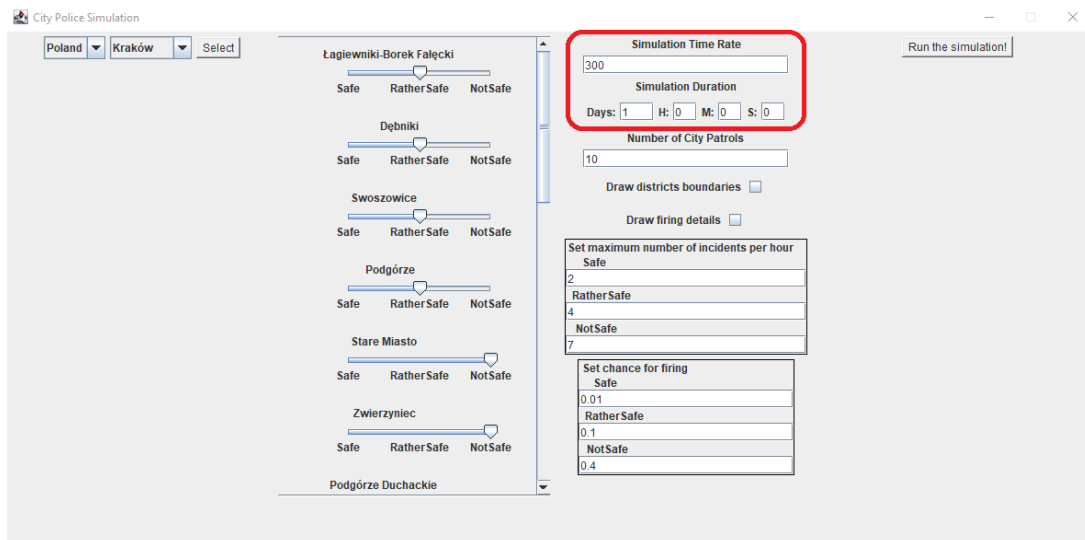 City Police Simulation
Poland Kraków Select
Łagiewniki-Borek Fałęcki
Safe RatherSafe NotSafe
Dębniki
Safe RatherSafe NotSafe
Swoszowice
Safe RatherSafe NotSafe
Podgórze
Safe RatherSafe NotSafe
Stare Miasto
Safe RatherSafe NotSafe
Zwierzyniec
Safe RatherSafe NotSafe
Podgórze Duchackie
Simulation Time Rate
300
Simulation Duration
Days: 1 H: 0 M: 0 S: 0
Number of City Patrols
10
Draw districts boundaries
Draw firing details
Set maximum number of incidents per hour
Safe
2
RatherSafe
4
NotSafe
7
Set chance for firing
Safe
0.01
RatherSafe
0.1
NotSafe
0.4
Run the simulation!